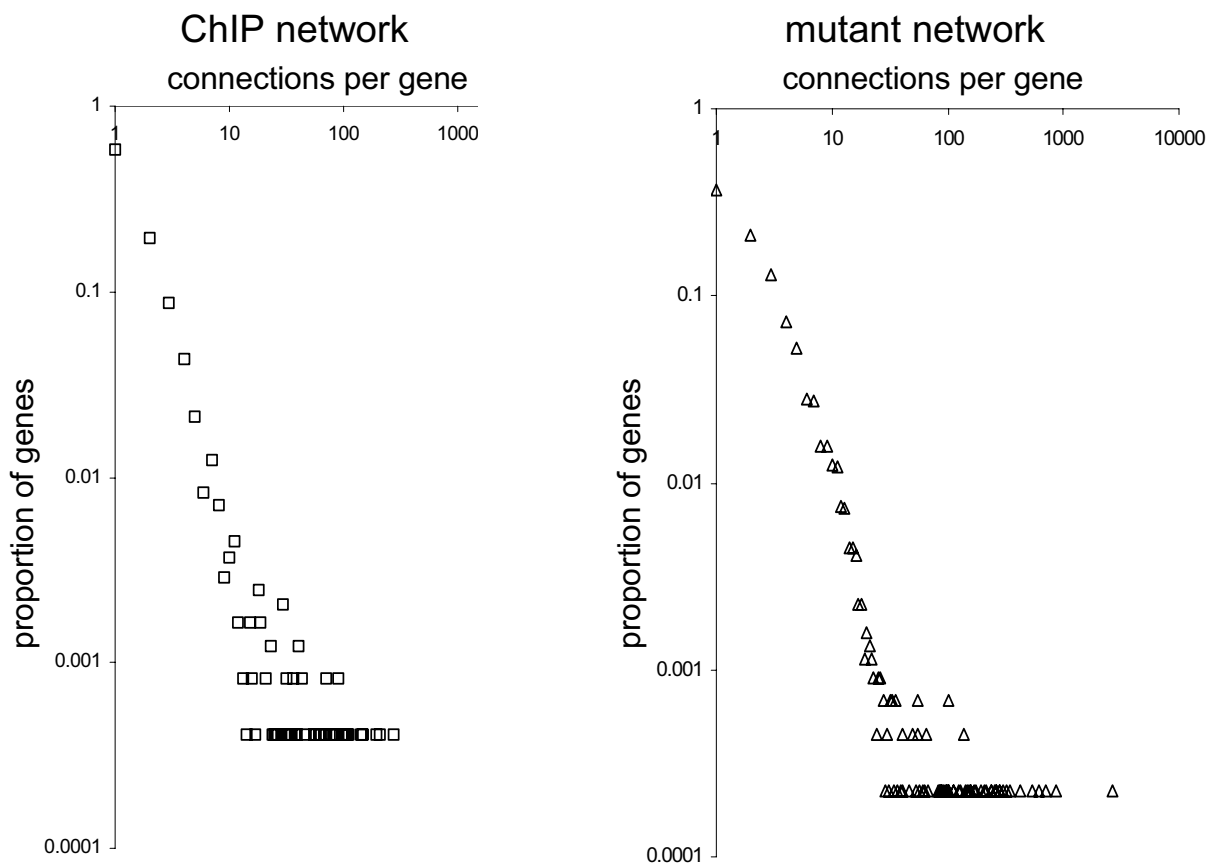 ChIP network
connections per gene
1
1 10 100 1000
0.1
0.01
0.001
0.0001
proportion of genes
mutant network
connections per gene
1
1 10 100 1000 10000
0.1
0.01
0.001
0.0001
proportion of genes